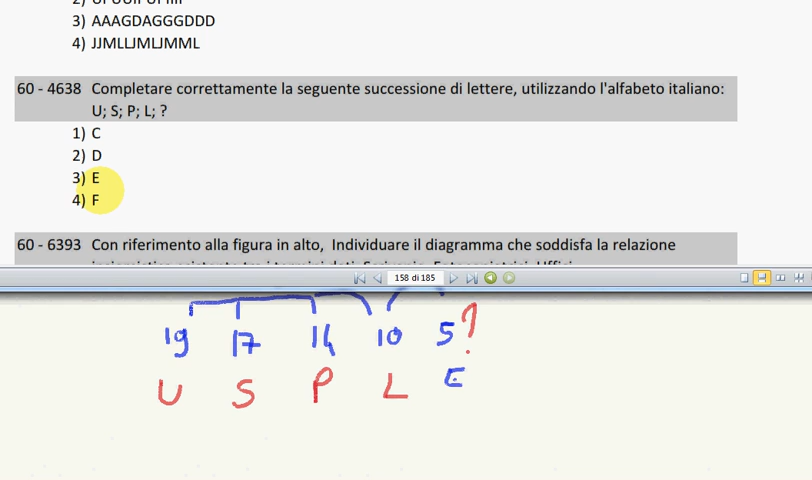 3) AAAGDAGGGDDD
4) JJMLLJMLJMML
60 - 4638 Completare correttamente la seguente successione di lettere, utilizzando l'alfabeto italiano:
U; S; P; L; ?
1) C
2) D
3) E
4) F
60 - 6393 Con riferimento alla figura in alto, Individuare il diagramma che soddisfa la relazione
158 di 185
19 17 14 10 5 ?
U S P L E